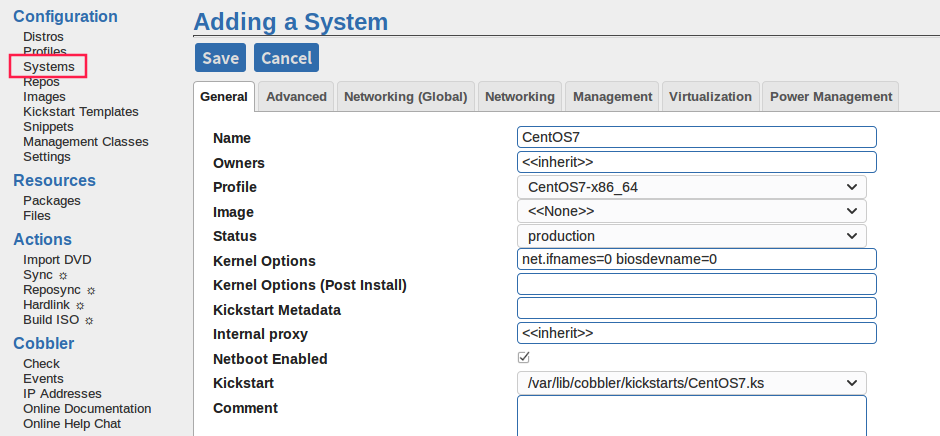 Configuration
Distros
Profiles
Systems
Repos
Images
Kickstart Templates
Snippets
Management Classes
Settings
Resources
Packages
Files
Actions
Import DVD
Sync ☼
Reposync ☼
Hardlink ☼
Build ISO ☼
Cobbler
Check
Events
IP Addresses
Online Documentation
Online Help Chat
Adding a System
Save Cancel
General Advanced Networking (Global) Networking Management Virtualization Power Management
Name CentOS7
Owners <<inherit>>
Profile CentOS7-x86_64
Image <<None>>
Status production
Kernel Options net.ifnames=0 biosdevname=0
Kernel Options (Post Install)
Kickstart Metadata
Internal proxy <<inherit>>
Netboot Enabled
Kickstart /var/lib/cobbler/kickstarts/CentOS7.ks
Comment